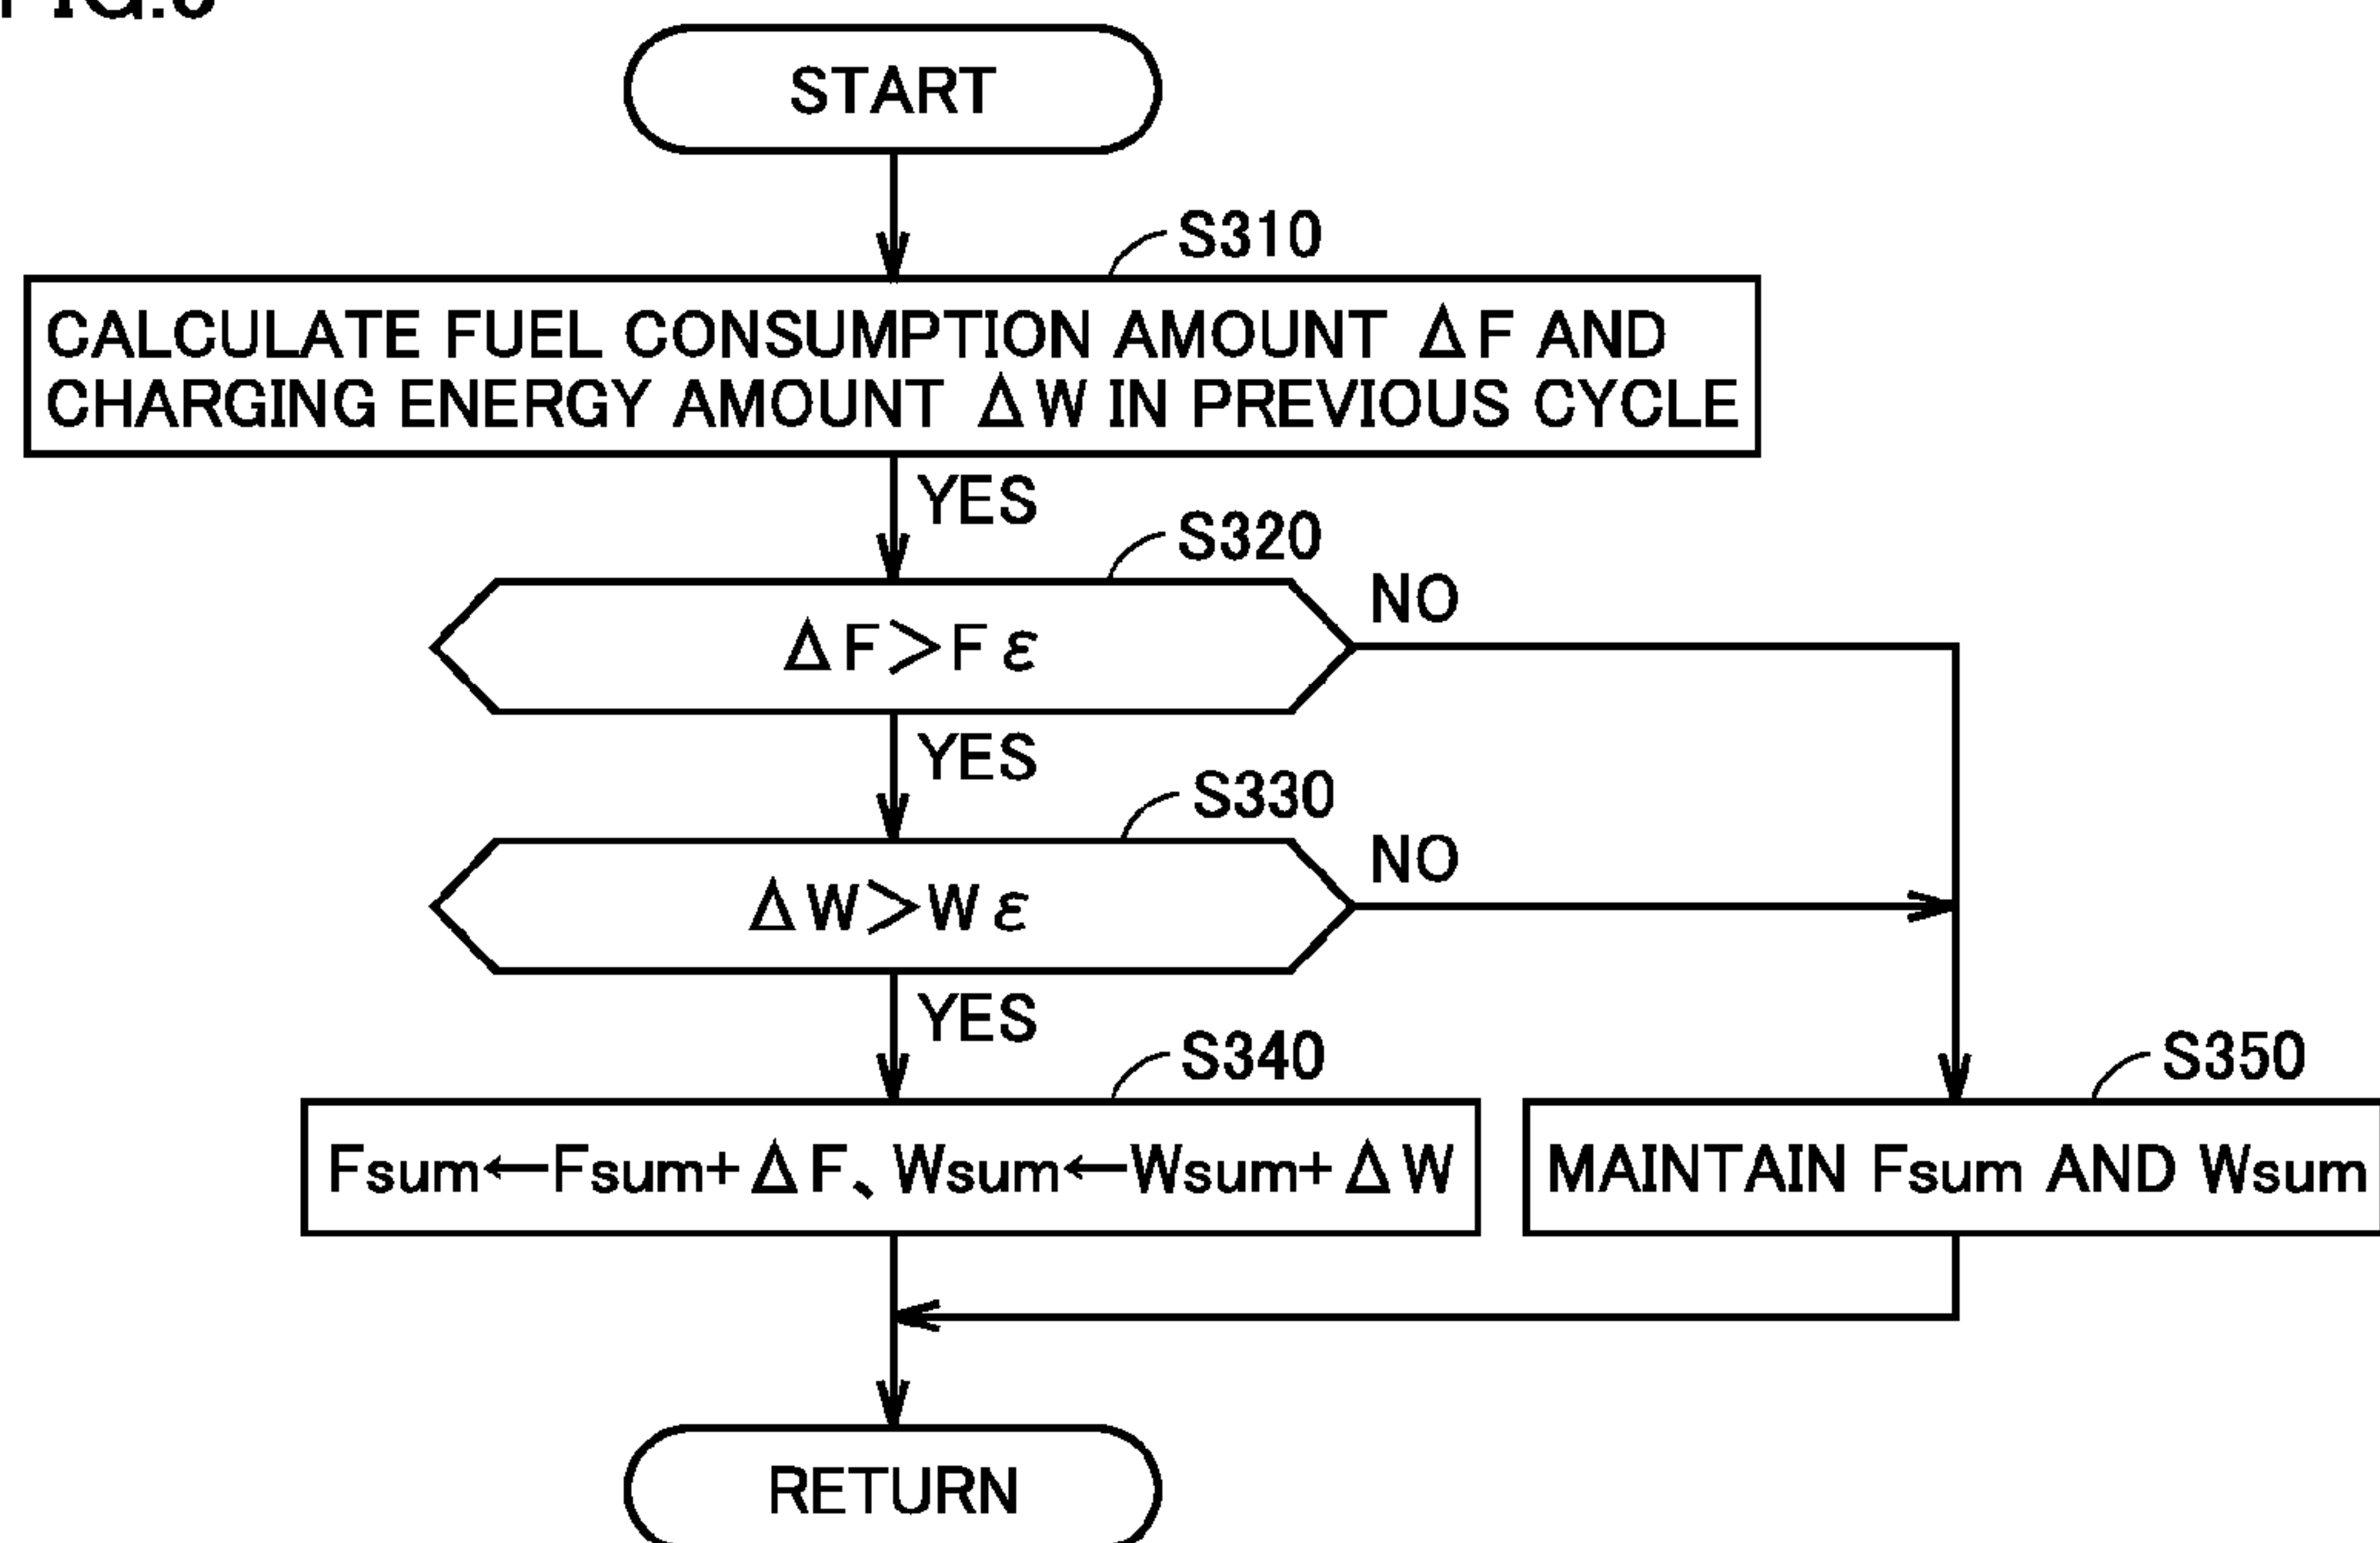 START
S310
CALCULATE FUEL CONSUMPTION AMOUNT ΔF AND
CHARGING ENERGY AMOUNT ΔW IN PREVIOUS CYCLE
YES
S320
ΔF>Fε
NO
YES
S330
ΔW>Wε
NO
YES
S340
Fsum←Fsum+ΔF、Wsum←Wsum+ΔW
S350
MAINTAIN Fsum AND Wsum
RETURN